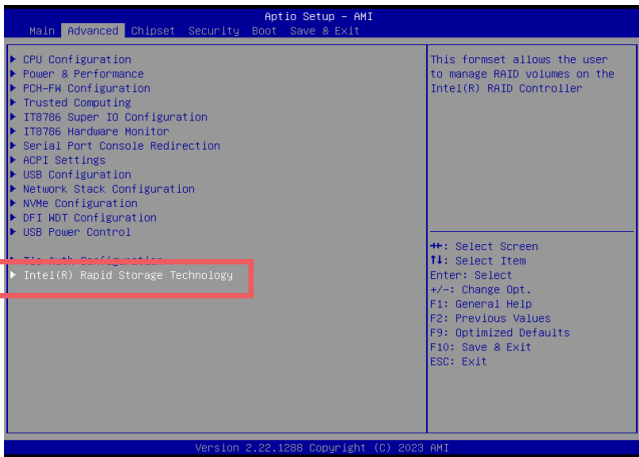 Aptio Setup – AMI
Main Advanced Chipset Security Boot Save & Exit
CPU Configuration
Power & Performance
PCH-FW Configuration
Trusted Computing
IT8786 Super IO Configuration
IT8786 Hardware Monitor
Serial Port Console Redirection
ACPI Settings
USB Configuration
Network Stack Configuration
NVMe Configuration
DFI WDT Configuration
USB Power Control
Tls Auth Configuration
Intel(R) Rapid Storage Technology
This formset allows the user
to manage RAID volumes on the
Intel(R) RAID Controller
→←: Select Screen
↑↓: Select Item
Enter: Select
+/-: Change Opt.
F1: General Help
F2: Previous Values
F9: Optimized Defaults
F10: Save & Exit
ESC: Exit
Version 2.22.1288 Copyright (C) 2023 AMI